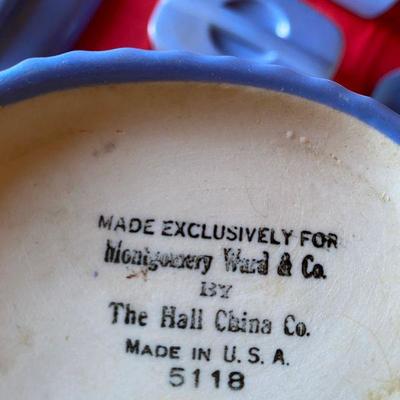 MADE EXCLUSIVELY FOR
Montgomery Ward & Co.
BY
The Hall China Co.
MADE IN U.S.A.
5118